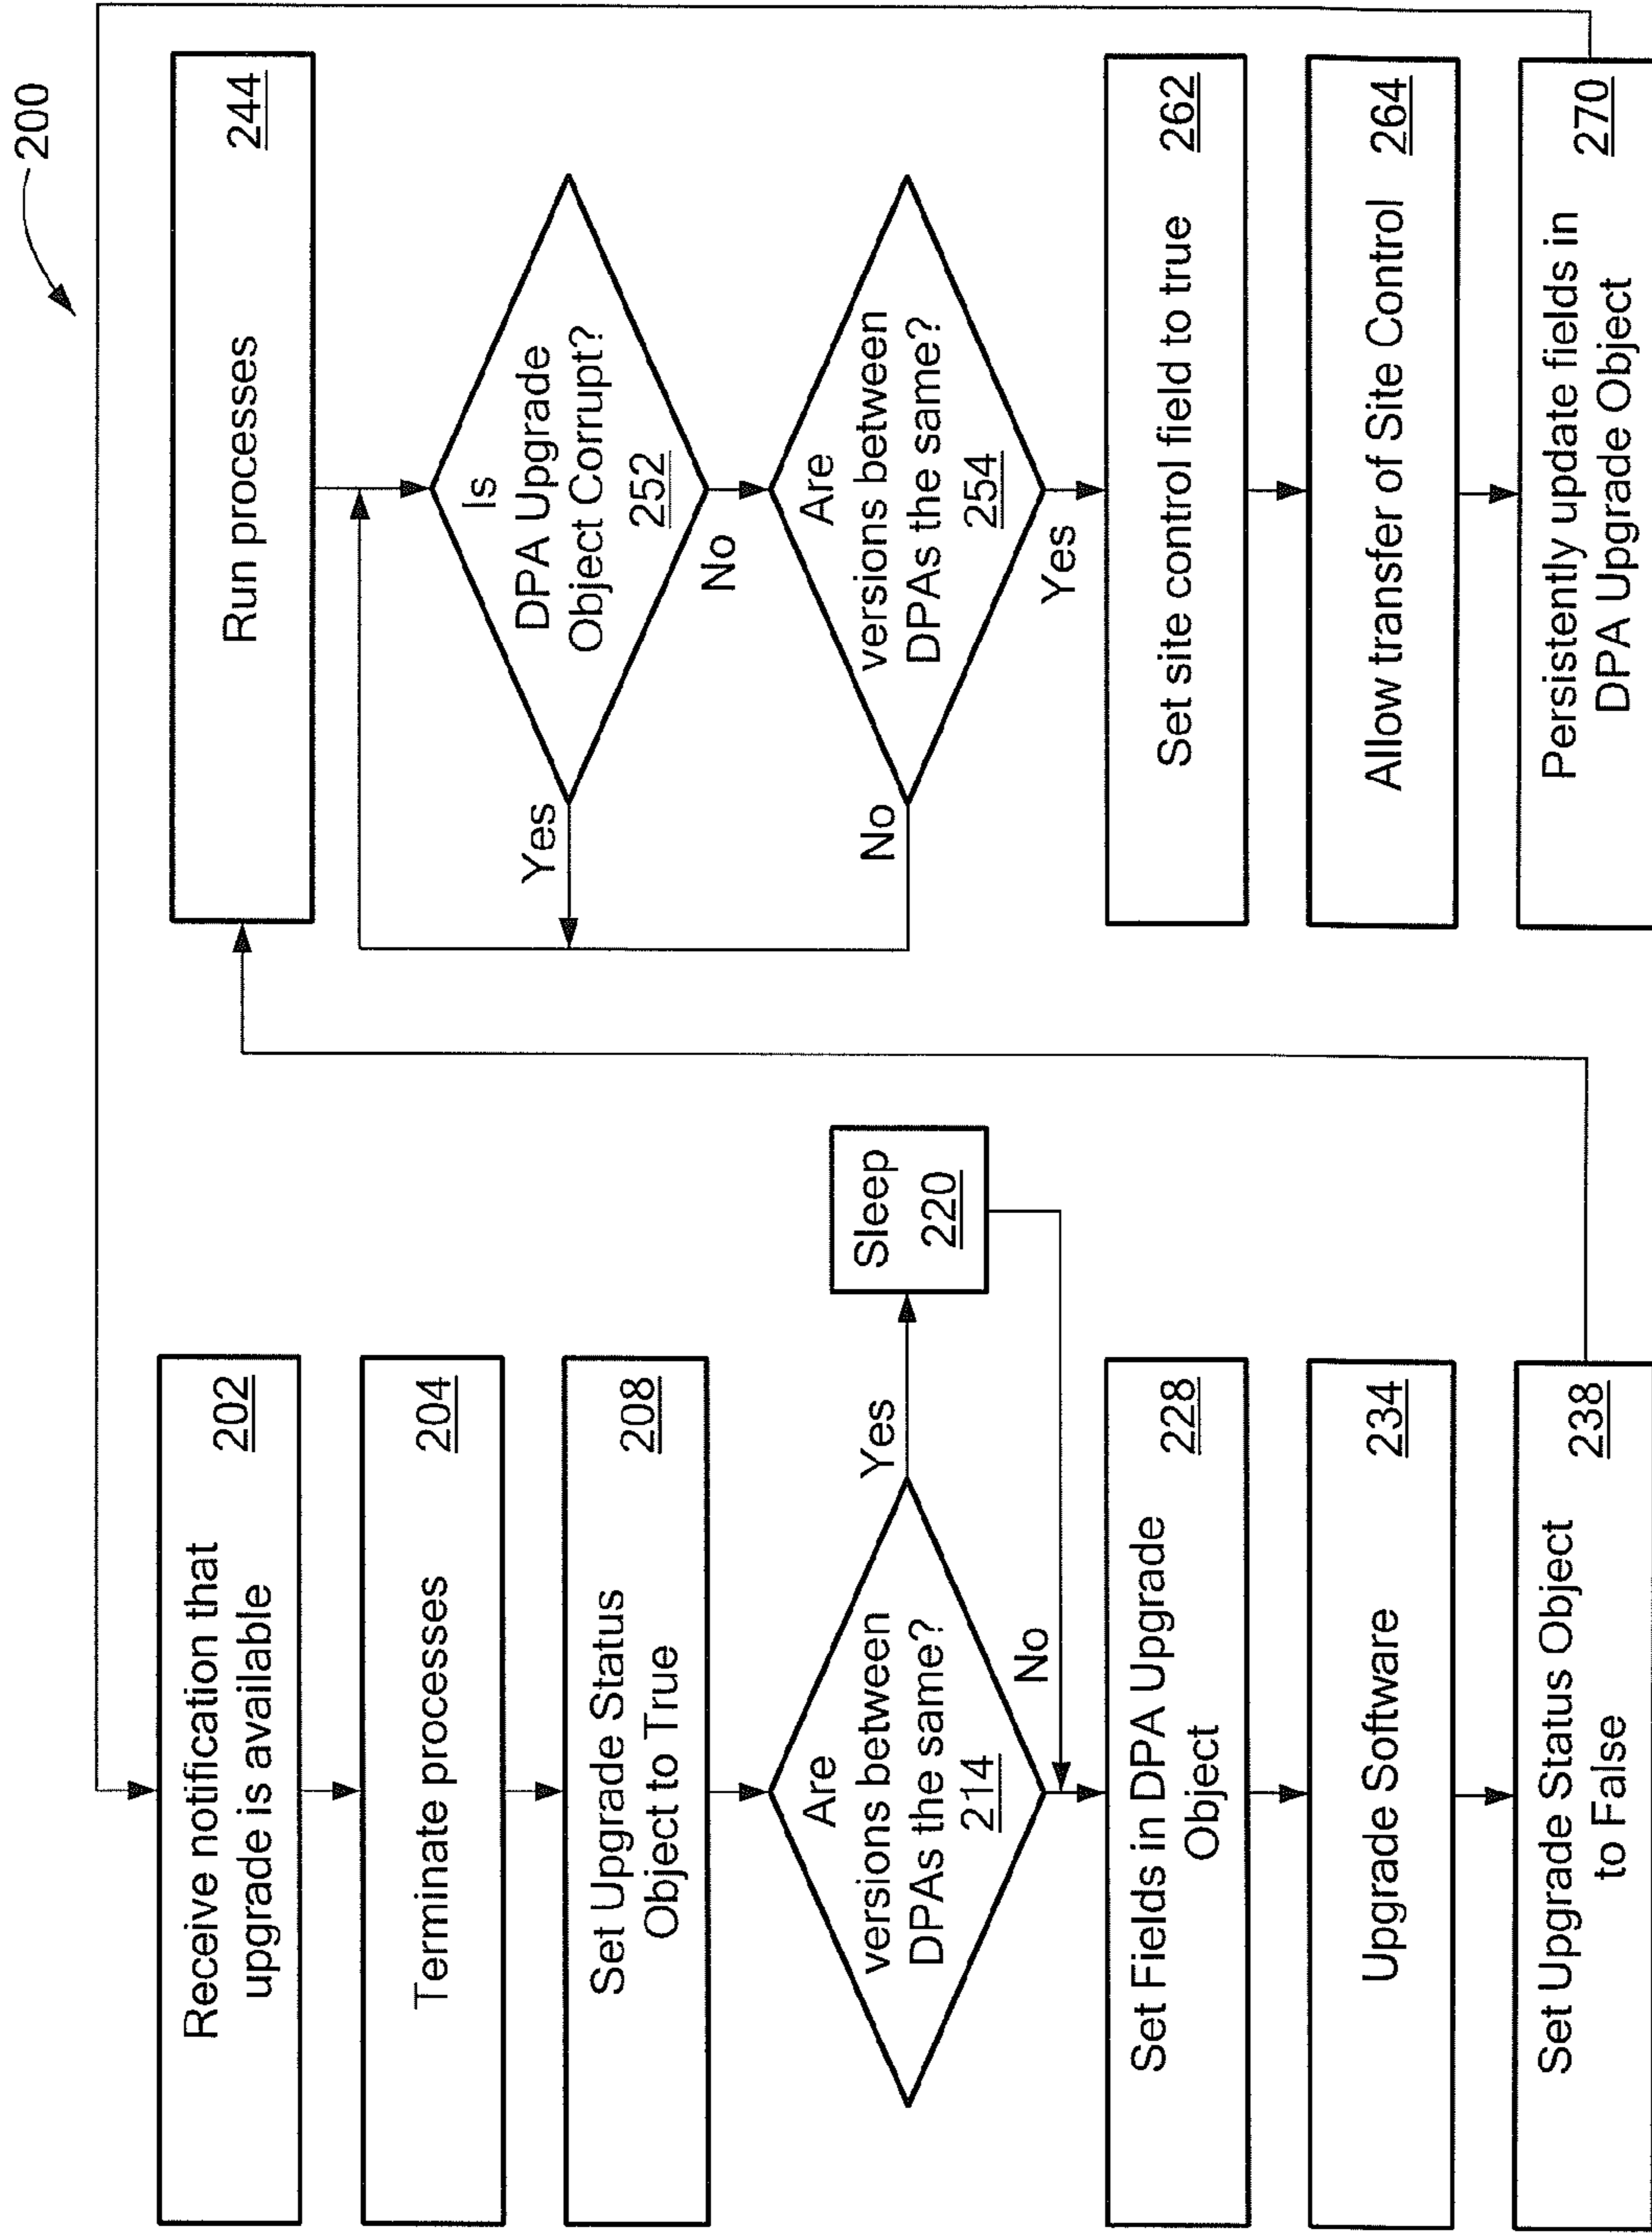 200
Receive notification that
upgrade is available
202
Terminate processes
204
Set Upgrade Status
Object to True
208
Are
versions between
DPAs the same?
214
Yes
No
Sleep
220
Set Fields in DPA Upgrade
Object
228
Upgrade Software
234
Set Upgrade Status Object
to False
238
Run processes
244
Is
DPA Upgrade
Object Corrupt?
252
Yes
No
Are
versions between
DPAs the same?
254
No
Yes
Set site control field to true
262
Allow transfer of Site Control
264
Persistently update fields in
DPA Upgrade Object
270